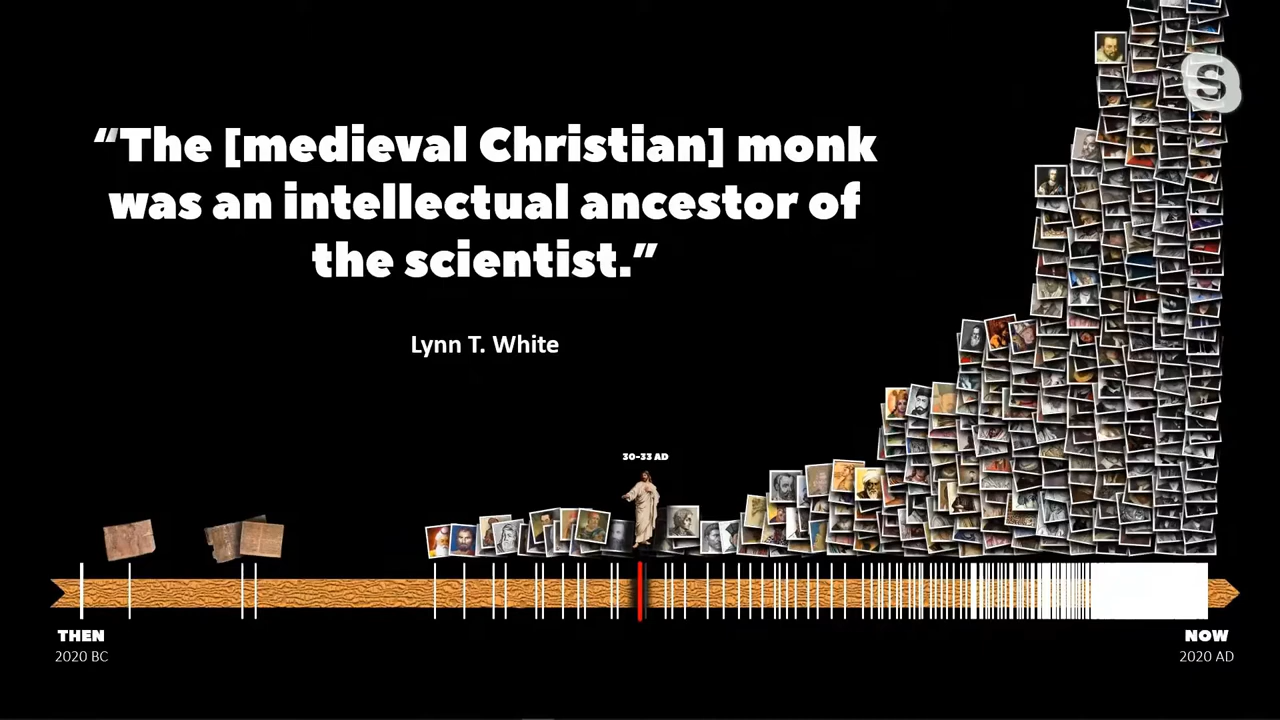 “The [medieval Christian] monk
was an intellectual ancestor of
the scientist.”
Lynn T. White
30-33 AD
THEN
2020 BC
NOW
2020 AD